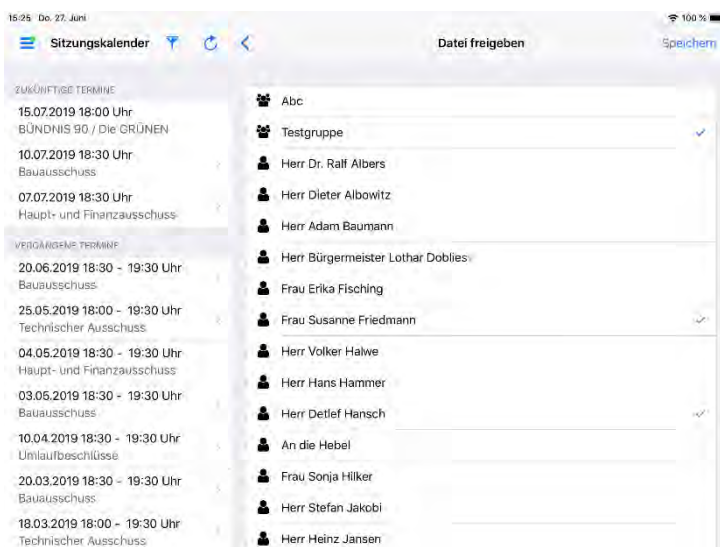 15:25 Do. 27. Juni
100 %
Sitzungskalender
Datei freigeben
Speichern
ZUKÜNFTIGE TERMINE
15.07.2019 18:00 Uhr
BÜNDNIS 90 / Die GRÜNEN
10.07.2019 18:30 Uhr
Bauausschuss
07.07.2019 18:30 Uhr
Haupt- und Finanzausschuss
VERGANGENE TERMINE
20.06.2019 18:30 - 19:30 Uhr
Bauausschuss
25.05.2019 18:00 - 19:30 Uhr
Technischer Ausschuss
04.05.2019 18:30 - 19:30 Uhr
Haupt- und Finanzausschuss
03.05.2019 18:30 - 19:30 Uhr
Bauausschuss
10.04.2019 18:30 - 19:30 Uhr
Umlaufbeschlüsse
20.03.2019 18:30 - 19:30 Uhr
Bauausschuss
18.03.2019 18:00 - 19:30 Uhr
Technischer Ausschuss
Abc
Testgruppe
Herr Dr. Ralf Albers
Herr Dieter Albowitz
Herr Adam Baumann
Herr Bürgermeister Lothar Doblies
Frau Erika Fisching
Frau Susanne Friedmann
Herr Volker Halwe
Herr Hans Hammer
Herr Detlef Hansch
An die Hebel
Frau Sonja Hilker
Herr Stefan Jakobi
Herr Heinz Jansen